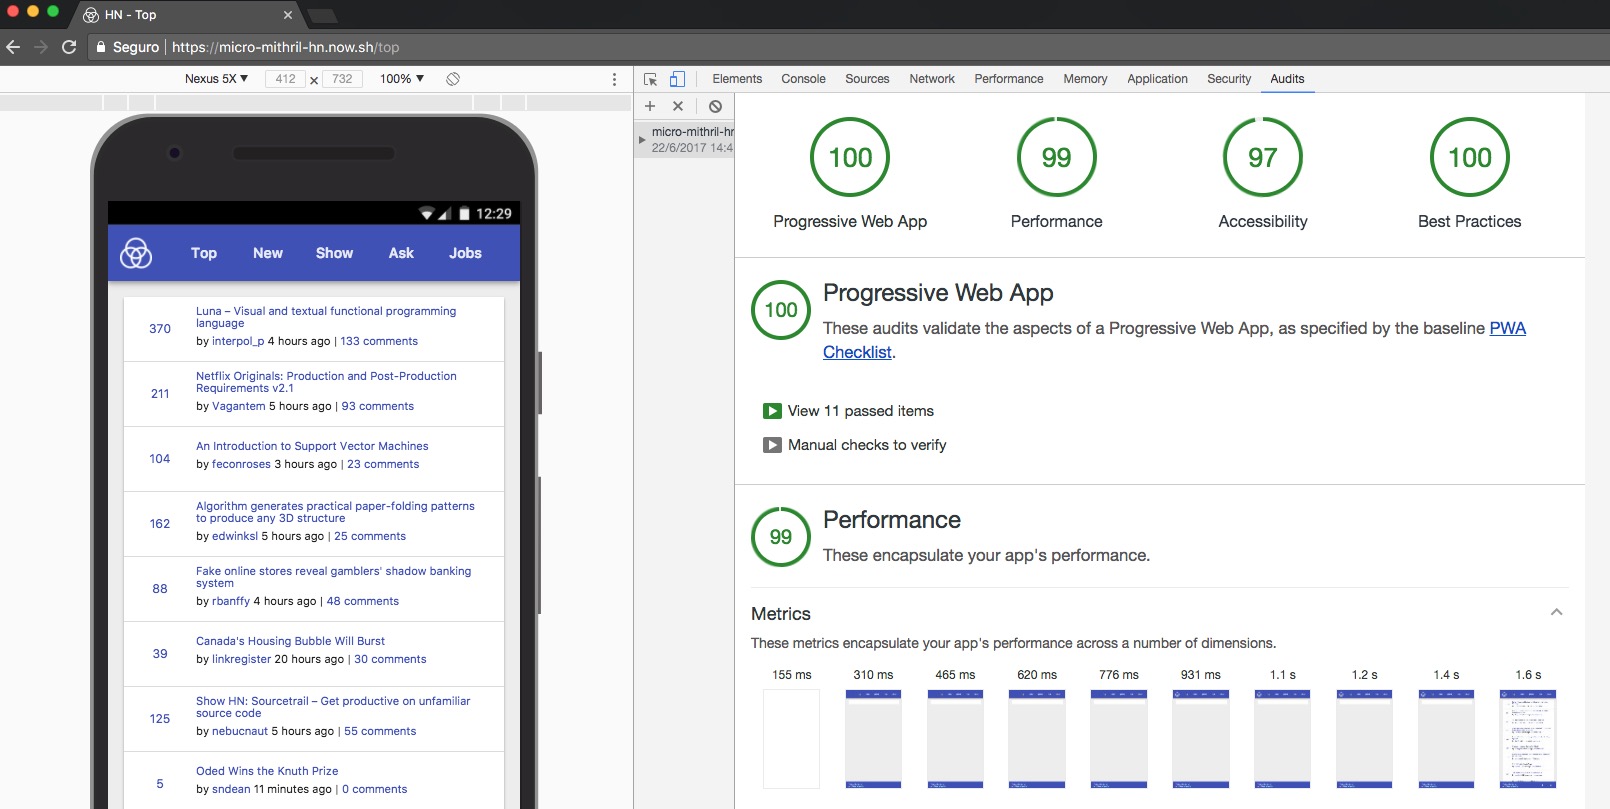 HN - Top
Seguro | https://micro-mithril-hn.now.sh/top
Nexus 5X 412 x 732 100%
Elements Console Sources Network Performance Memory Application Security Audits
micro-mithril-hn
22/6/2017 14:4
12:29
Top New Show Ask Jobs
370
Luna – Visual and textual functional programming
language
by interpol_p 4 hours ago | 133 comments
211
Netflix Originals: Production and Post-Production
Requirements v2.1
by Vagantem 5 hours ago | 93 comments
104
An Introduction to Support Vector Machines
by feconroses 3 hours ago | 23 comments
162
Algorithm generates practical paper-folding patterns
to produce any 3D structure
by edwinksl 5 hours ago | 25 comments
88
Fake online stores reveal gamblers' shadow banking
system
by rbanffy 4 hours ago | 48 comments
39
Canada's Housing Bubble Will Burst
by linkregister 20 hours ago | 30 comments
125
Show HN: Sourcetrail – Get productive on unfamiliar
source code
by nebucnaut 5 hours ago | 55 comments
5
Oded Wins the Knuth Prize
by sndean 11 minutes ago | 0 comments
100 99 97 100
Progressive Web App Performance Accessibility Best Practices
100
Progressive Web App
These audits validate the aspects of a Progressive Web App, as specified by the baseline PWA
Checklist.
View 11 passed items
Manual checks to verify
99
Performance
These encapsulate your app's performance.
Metrics
These metrics encapsulate your app's performance across a number of dimensions.
155 ms 310 ms 465 ms 620 ms 776 ms 931 ms 1.1 s 1.2 s 1.4 s 1.6 s